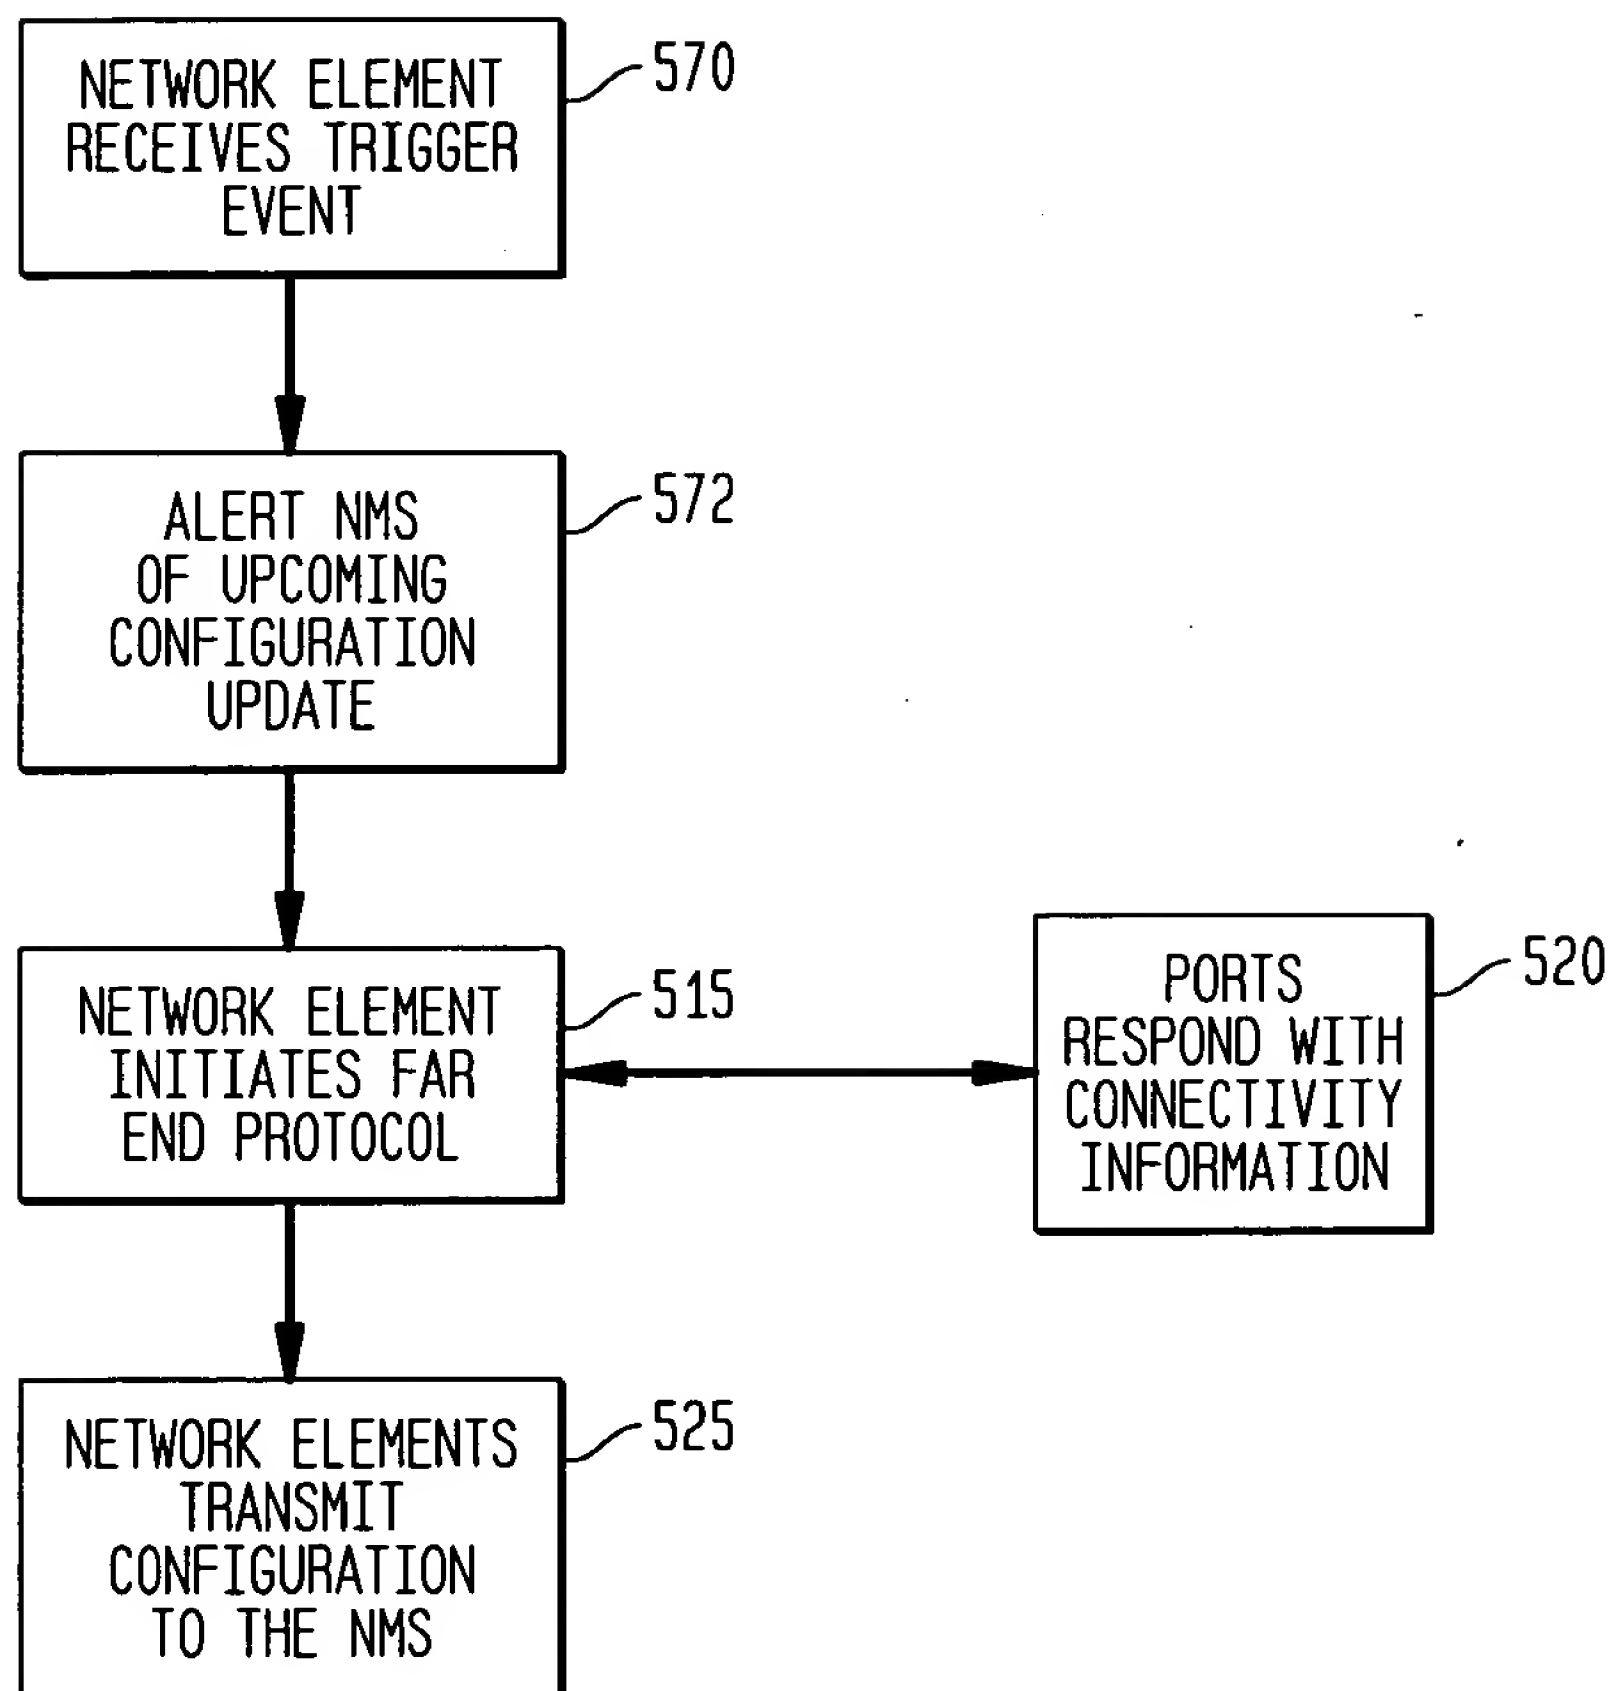 NETWORK ELEMENT
RECEIVES TRIGGER
EVENT
570
ALERT NMS
OF UPCOMING
CONFIGURATION
UPDATE
572
NETWORK ELEMENT
INITIATES FAR
END PROTOCOL
515
PORTS
RESPOND WITH
CONNECTIVITY
INFORMATION
520
NETWORK ELEMENTS
TRANSMIT
CONFIGURATION
TO THE NMS
525